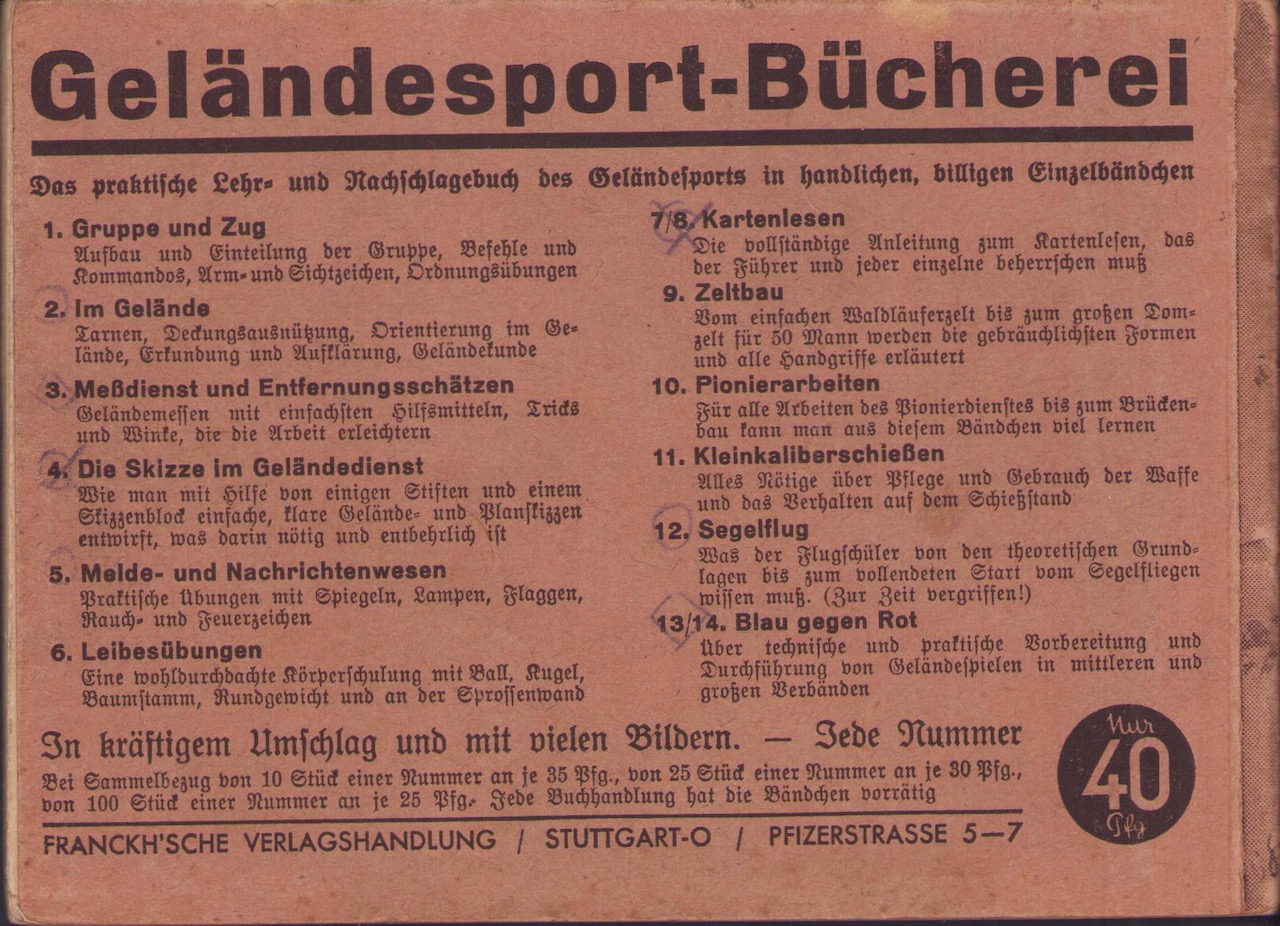 Geländesport-Bücherei
Das praktische Lehr- und Nachschlagebuch des Geländesports in handlichen, billigen Einzelbändchen
1. Gruppe und Zug
Aufbau und Einteilung der Gruppe, Befehle und
Kommandos, Arm- und Sichtzeichen, Ordnungsübungen
2. Im Gelände
Tarnen, Deckungsausnützung, Orientierung im Ge-
lände, Erkundung und Aufklärung, Geländekunde
3. Meßdienst und Entfernungsschätzen
Geländemessen mit einfachsten Hilfsmitteln, Tricks
und Winke, die die Arbeit erleichtern
4. Die Skizze im Geländedienst
Wie man mit Hilfe von einigen Stiften und einem
Skizzenblock einfache, klare Gelände- und Planskizzen
entwirft, was darin nötig und entbehrlich ist
5. Melde- und Nachrichtenwesen
Praktische Übungen mit Spiegeln, Lampen, Flaggen,
Rauch- und Feuerzeichen
6. Leibesübungen
Eine wohldurchdachte Körperschulung mit Ball, Kugel,
Baumstamm, Rundgewicht und an der Sprossenwand
7/8. Kartenlesen
Die vollständige Anleitung zum Kartenlesen, das
der Führer und jeder einzelne beherrschen muß
9. Zeltbau
Vom einfachen Waldläuferzelt bis zum großen Dom-
zelt für 50 Mann werden die gebräuchlichsten Formen
und alle Handgriffe erläutert
10. Pionierarbeiten
Für alle Arbeiten des Pionierdienstes bis zum Brücken-
bau kann man aus diesem Bändchen viel lernen
11. Kleinkaliberschießen
Alles Nötige über Pflege und Gebrauch der Waffe
und das Verhalten auf dem Schießstand
12. Segelflug
Was der Flugschüler von den theoretischen Grund-
lagen bis zum vollendeten Start vom Segelfliegen
wissen muß. (Zur Zeit vergriffen!)
13/14. Blau gegen Rot
Über technische und praktische Vorbereitung und
Durchführung von Geländespielen in mittleren und
großen Verbänden
In kräftigem Umschlag und mit vielen Bildern. — Jede Nummer
Nur
40
Pfg
Bei Sammelbezug von 10 Stück einer Nummer an je 35 Pfg., von 25 Stück einer Nummer an je 30 Pfg.,
von 100 Stück einer Nummer an je 25 Pfg. Jede Buchhandlung hat die Bändchen vorrätig
FRANCKH'SCHE VERLAGSHANDLUNG / STUTTGART-O / PFIZERSTRASSE 5—7